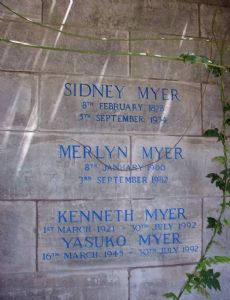 SIDNEY MYER
8TH FEBRUARY 1878
5TH SEPTEMBER 1934
MERLYN MYER
8TH JANUARY 1900
3RD SEPTEMBER 1982
KENNETH MYER
1ST MARCH 1921 - 30TH JULY 1992
YASUKO MYER
16TH MARCH 1945 - 30TH JULY 1992